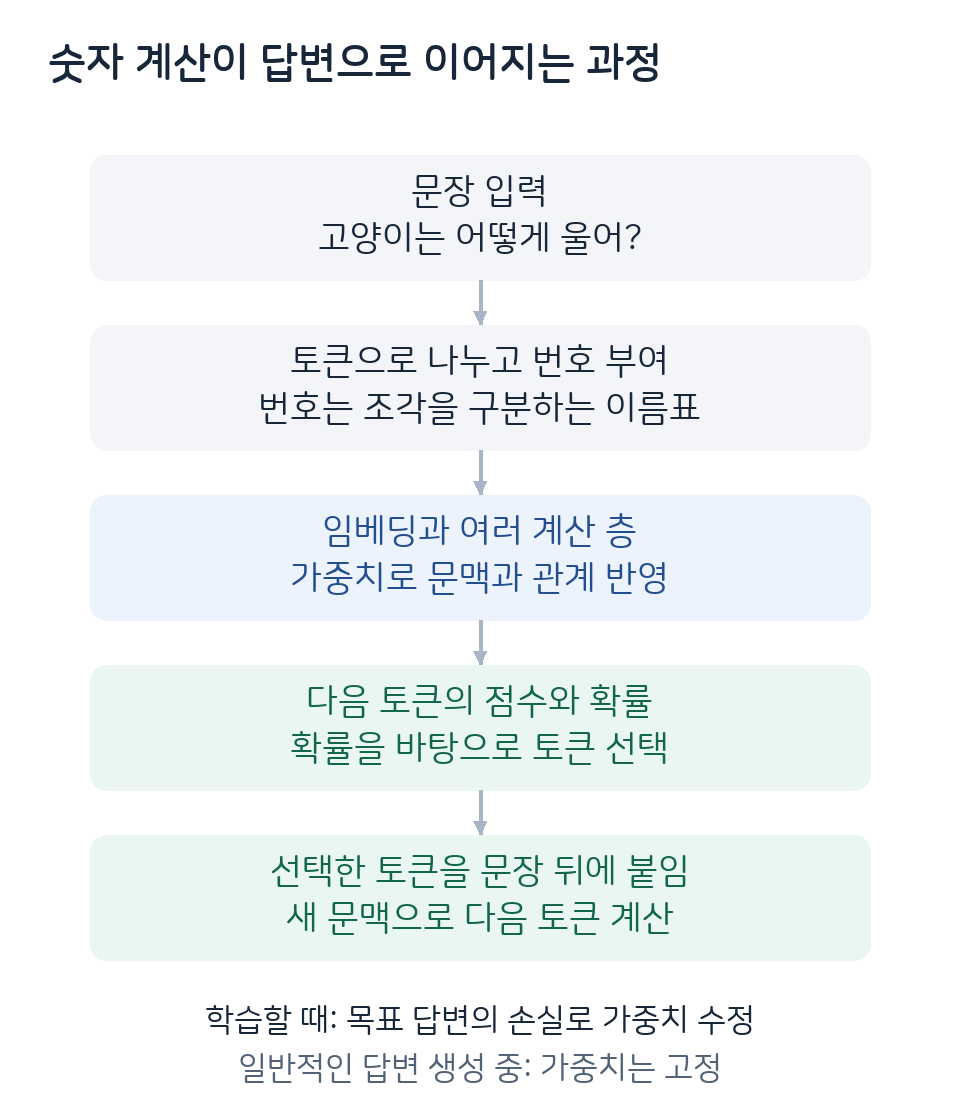 숫자 계산이 답변으로 이어지는 과정
문장 입력
고양이는 어떻게 울어?
토큰으로 나누고 번호 부여
번호는 조각을 구분하는 이름표
임베딩과 여러 계산 층
가중치로 문맥과 관계 반영
다음 토큰의 점수와 확률
확률을 바탕으로 토큰 선택
선택한 토큰을 문장 뒤에 붙임
새 문맥으로 다음 토큰 계산
학습할 때: 목표 답변의 손실로 가중치 수정
일반적인 답변 생성 중: 가중치는 고정